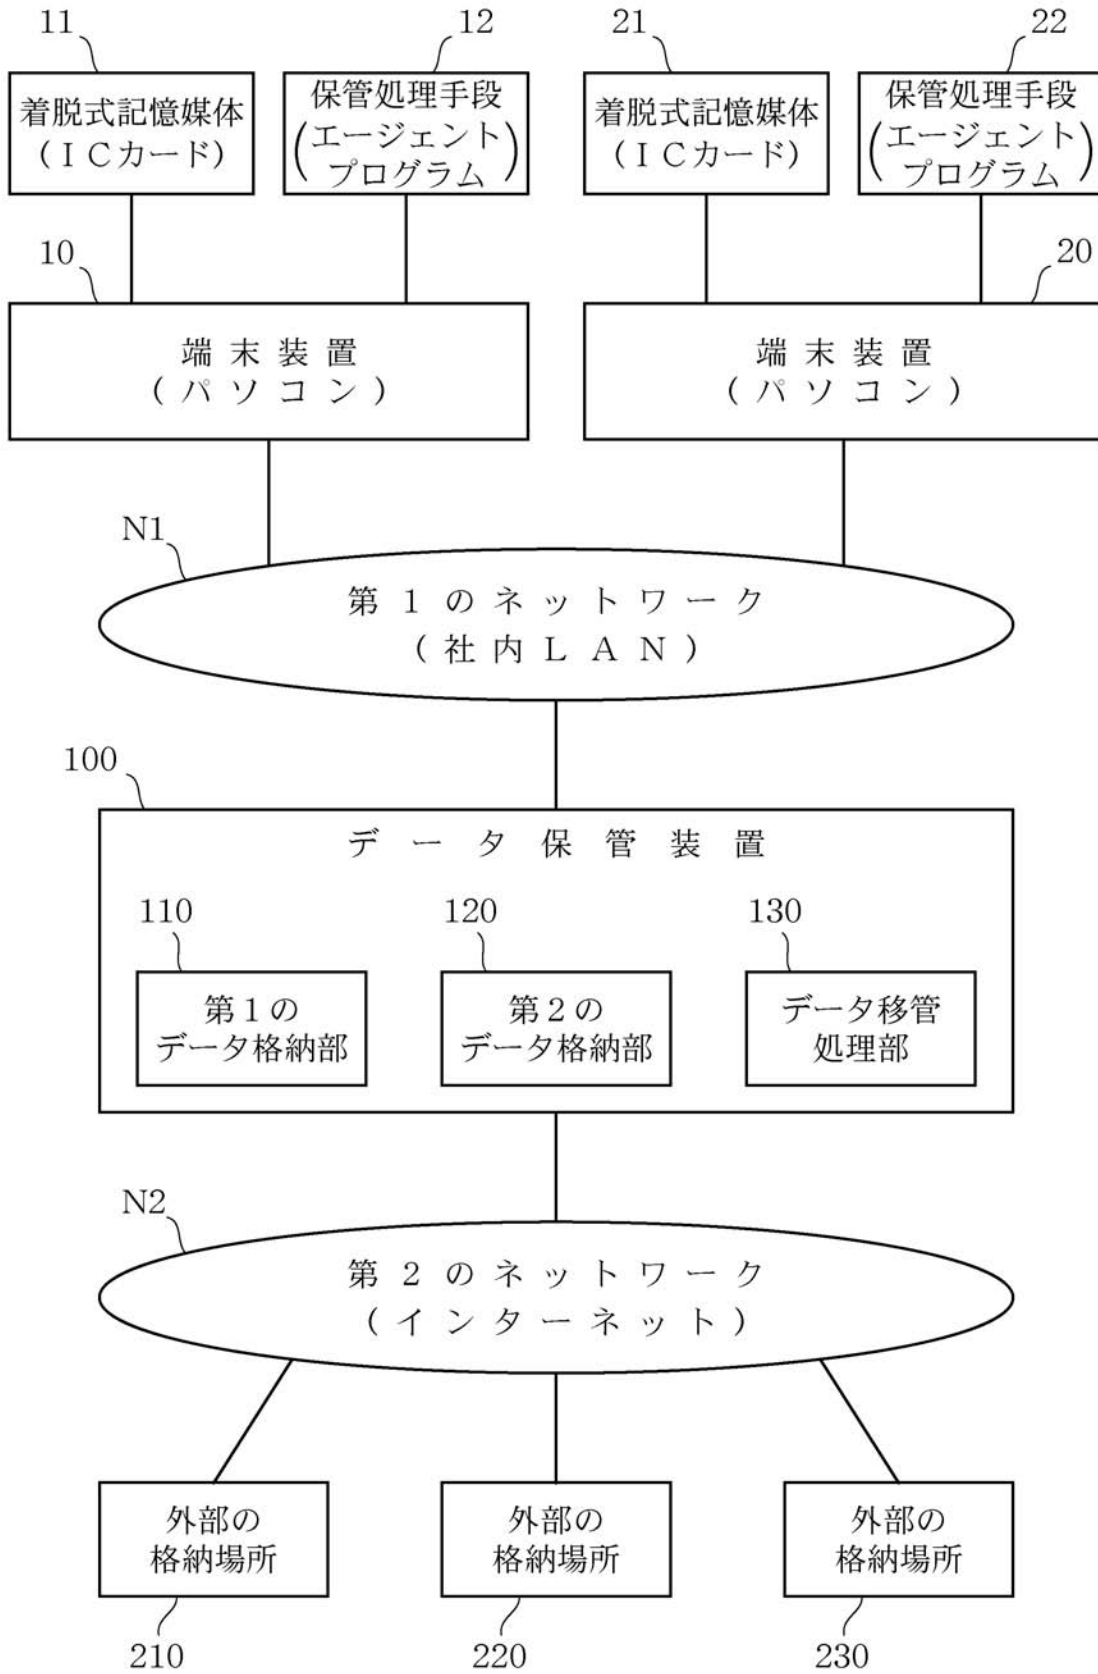 11
12
21
22
着脱式記憶媒体
(ICカード)
保管処理手段
(エージェント
プログラム)
着脱式記憶媒体
(ICカード)
保管処理手段
(エージェント
プログラム)
10
20
端末装置
(パソコン)
端末装置
(パソコン)
N1
第1のネットワーク
(社内LAN)
100
データ保管装置
110
120
130
第1の
データ格納部
第2の
データ格納部
データ移管
処理部
N2
第2のネットワーク
(インターネット)
外部の
格納場所
外部の
格納場所
外部の
格納場所
210
220
230